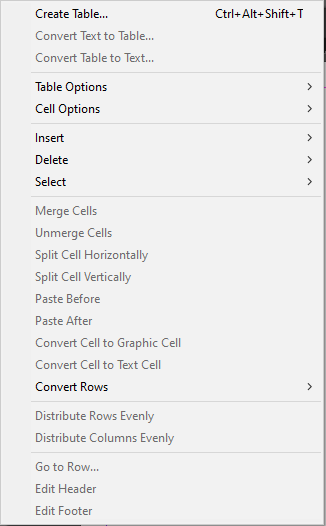 Create Table... Ctrl+Alt+Shift+T
Convert Text to Table...
Convert Table to Text...
Table Options
Cell Options
Insert
Delete
Select
Merge Cells
Unmerge Cells
Split Cell Horizontally
Split Cell Vertically
Paste Before
Paste After
Convert Cell to Graphic Cell
Convert Cell to Text Cell
Convert Rows
Distribute Rows Evenly
Distribute Columns Evenly
Go to Row...
Edit Header
Edit Footer